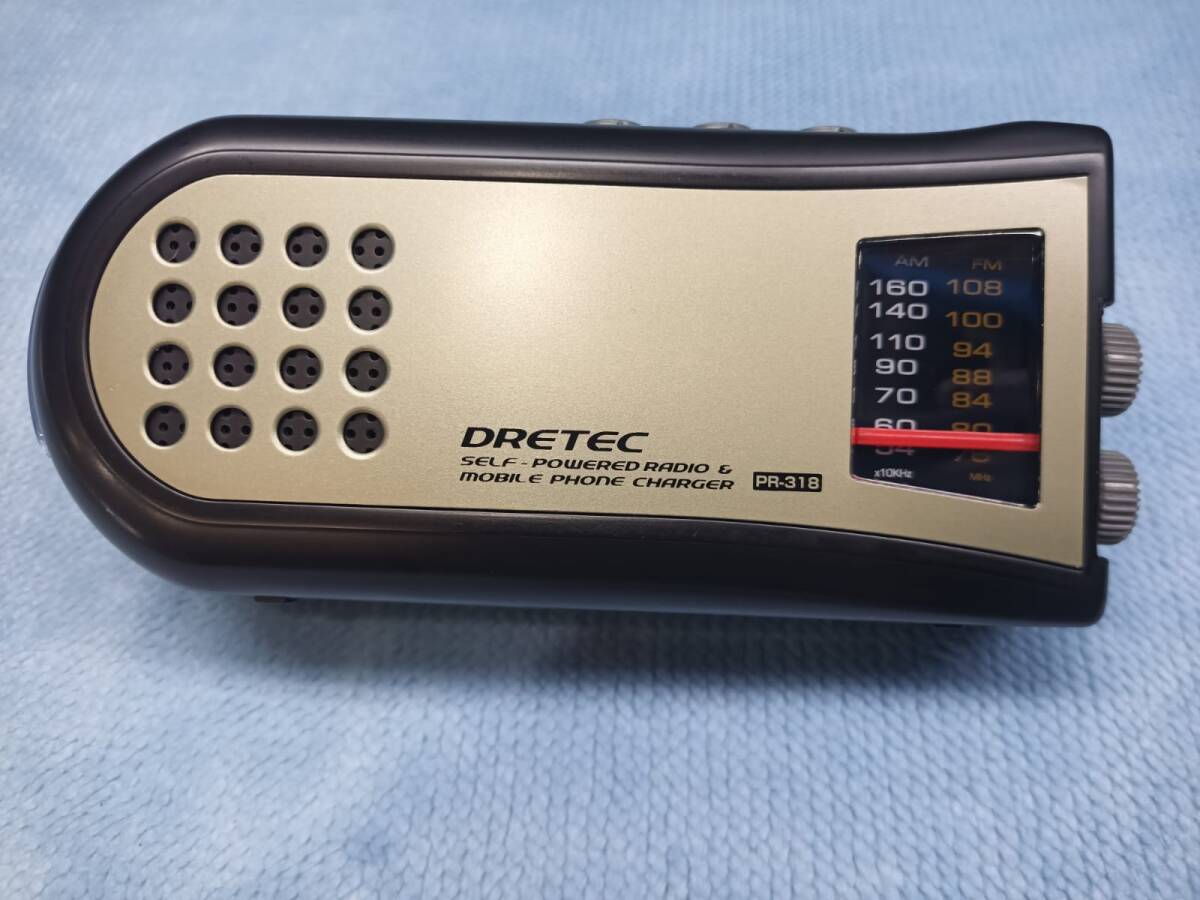 DRETEC
SELF-POWERED RADIO &
MOBILE PHONE CHARGER PR-318
AM FM
160 108
140 100
110 94
90 88
70 84
60 80
x10KHz MHz